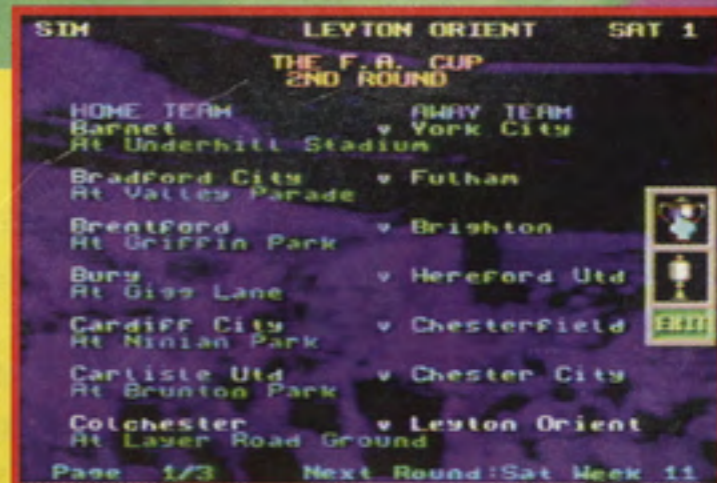 SIM LEYTON ORIENT SAT 1
THE F.A. CUP
2ND ROUND
HOME TEAM AWAY TEAM
Barnet v York City
At Underhill Stadium
Bradford City v Fulham
At Valley Parade
Brentford v Brighton
At Griffin Park
Bury v Hereford Utd
At Gigg Lane
Cardiff City v Chesterfield
At Ninian Park
Carlisle Utd v Chester City
At Brunton Park
EXIT
Colchester v Leyton Orient
At Layer Road Ground
Page 1/3 Next Round:Sat Week 11